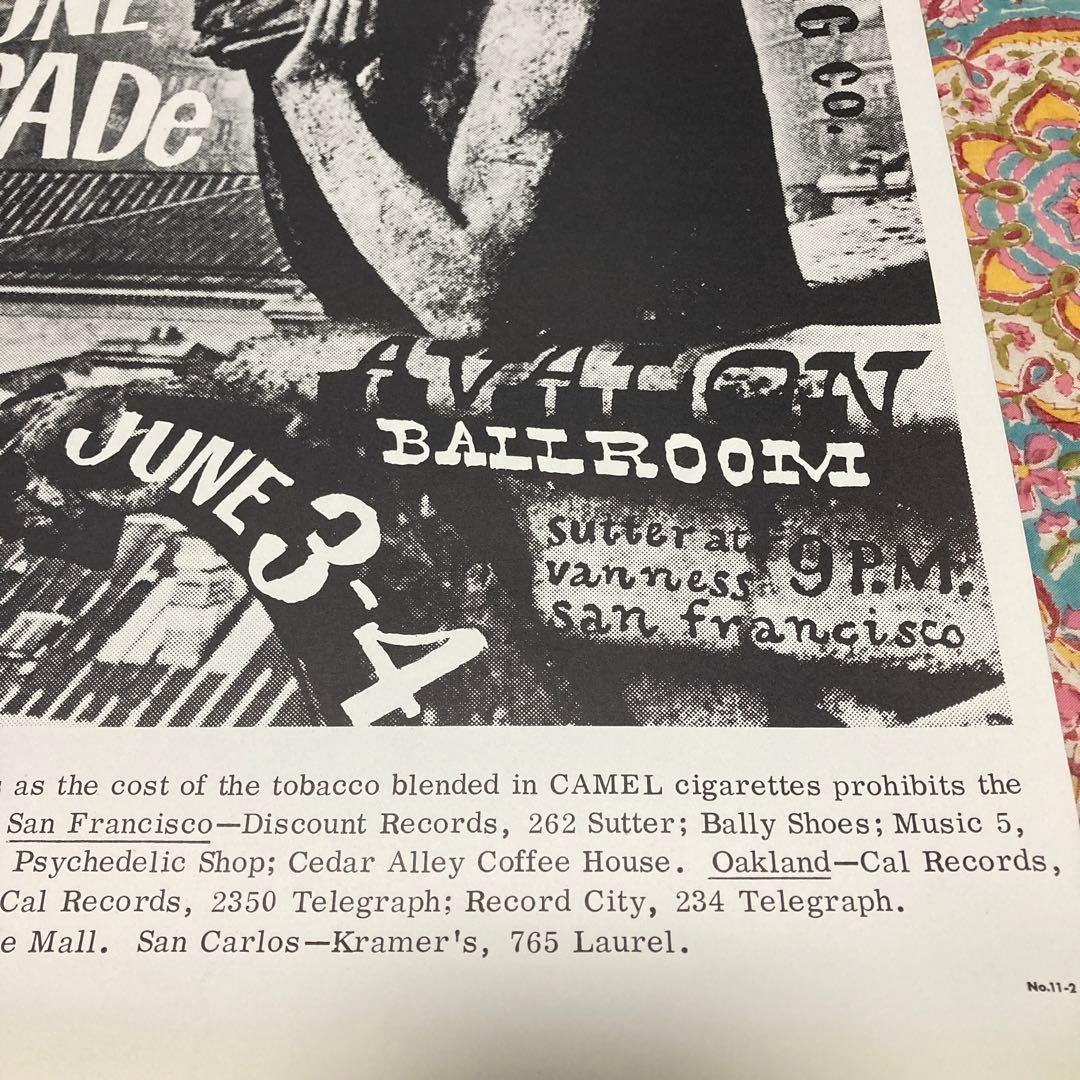 ONE
CADe
G CO.
AVALON
BALLROOM
JUNE 3-4
sutter at
vanness
san francisco
9 P.M.
as the cost of the tobacco blended in CAMEL cigarettes prohibits the
San Francisco—Discount Records, 262 Sutter; Bally Shoes; Music 5,
Psychedelic Shop; Cedar Alley Coffee House. Oakland—Cal Records,
Cal Records, 2350 Telegraph; Record City, 234 Telegraph.
e Mall. San Carlos—Kramer's, 765 Laurel.
No.11-2